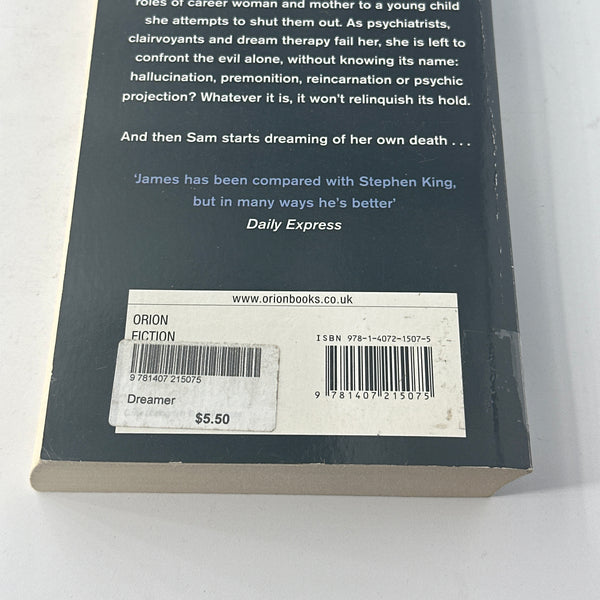 roles of career woman and mother to a young child
she attempts to shut them out. As psychiatrists,
clairvoyants and dream therapy fail her, she is left to
confront the evil alone, without knowing its name:
hallucination, premonition, reincarnation or psychic
projection? Whatever it is, it won't relinquish its hold.
And then Sam starts dreaming of her own death . . .
‘James has been compared with Stephen King,
but in many ways he's better’
Daily Express
www.orionbooks.co.uk
ORION
FICTION
ISBN 978-1-4072-1507-5
9 781407 215075
9 781407 215075
Dreamer
$5.50